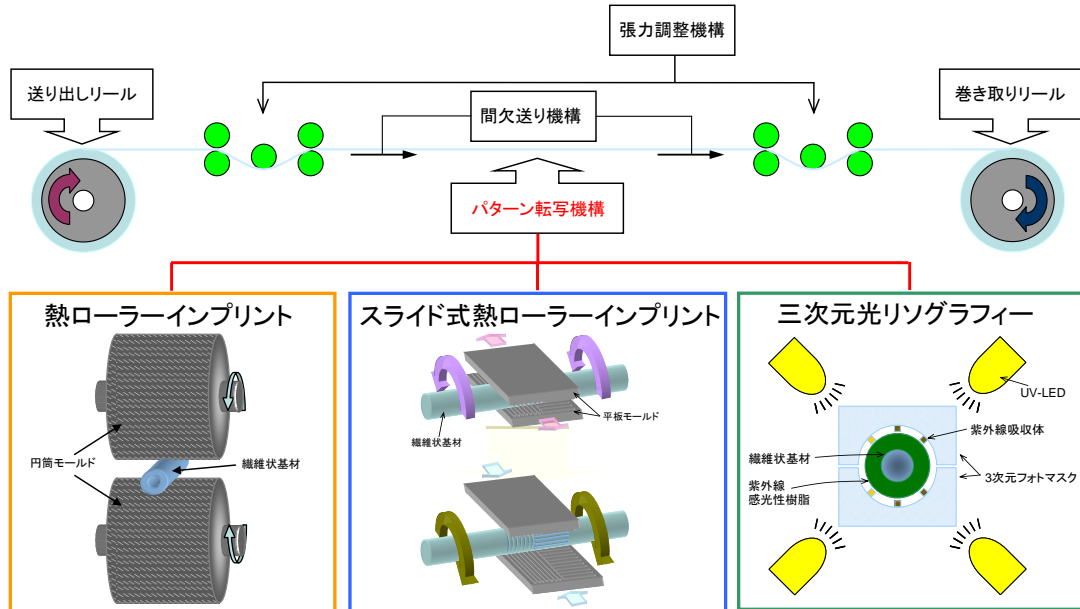 張力調整機構
送り出しリール
間欠送り機構
巻き取りリール
パターン転写機構
熱ローラーインプリント
円筒モールド
繊維状基材
スライド式熱ローラーインプリント
平板モールド
繊維状基材
三次元光リソグラフィー
UV-LED
紫外線吸収体
繊維状基材
3次元フォトマスク
紫外線
感光性樹脂